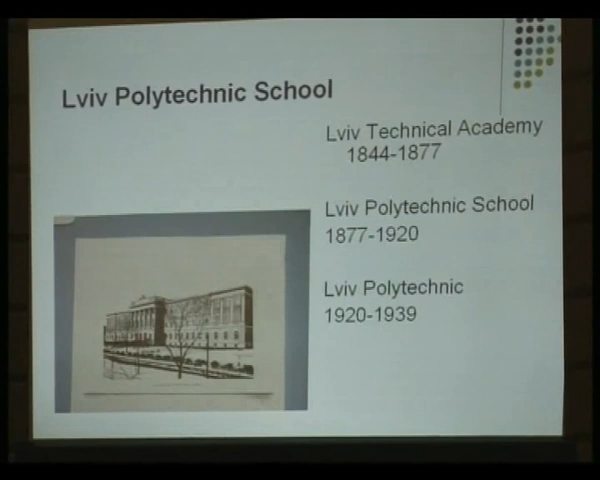 Lviv Polytechnic School
Lviv Technical Academy
1844-1877
Lviv Polytechnic School
1877-1920
Lviv Polytechnic
1920-1939